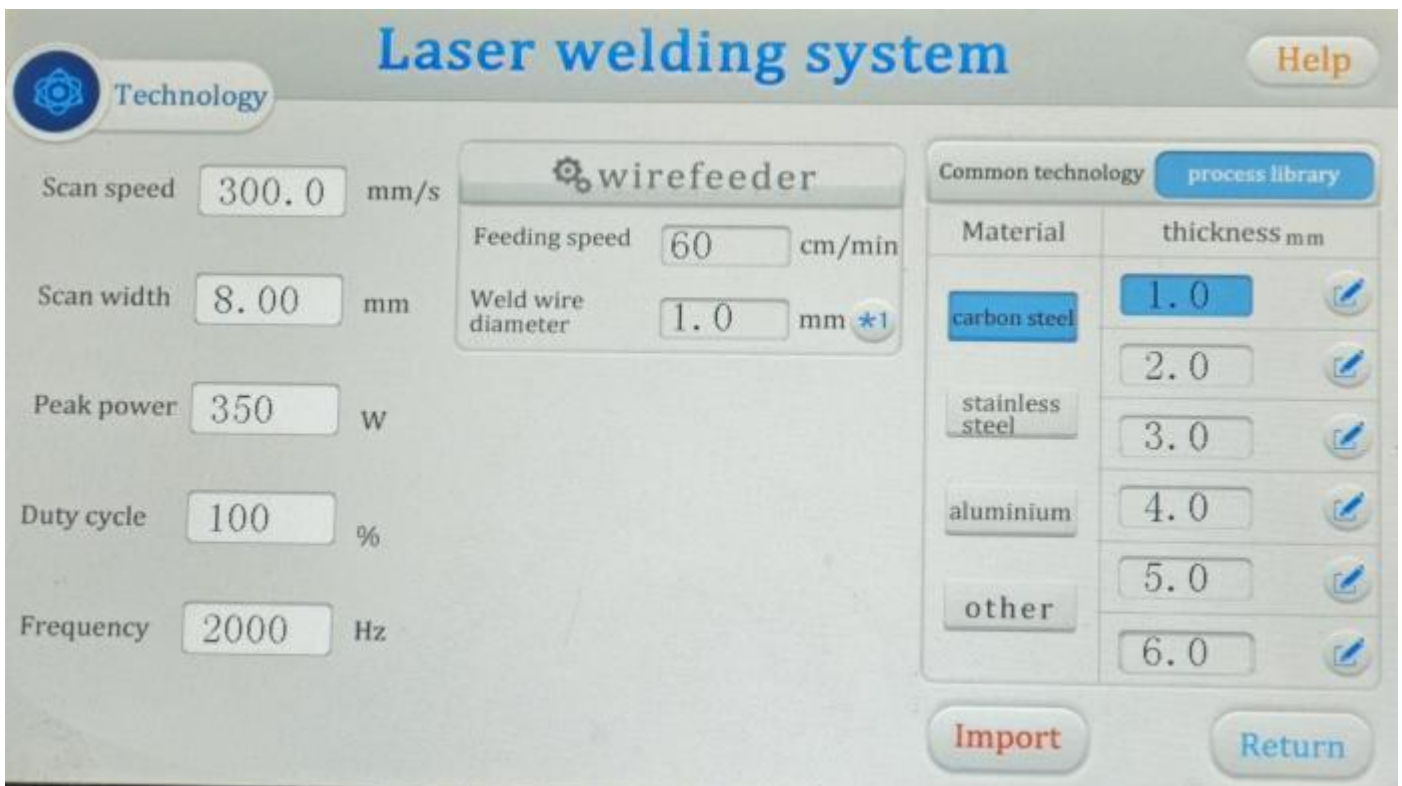 Laser welding system
Help
Technology
Scan speed 300.0 mm/s
Scan width 8.00 mm
Peak power 350 W
Duty cycle 100 %
Frequency 2000 Hz
wirefeeder
Feeding speed 60 cm/min
Weld wire
diameter 1.0 mm *1
Common technology process library
Material thickness mm
carbon steel
stainless
steel
aluminium
other
1.0
2.0
3.0
4.0
5.0
6.0
Import
Return